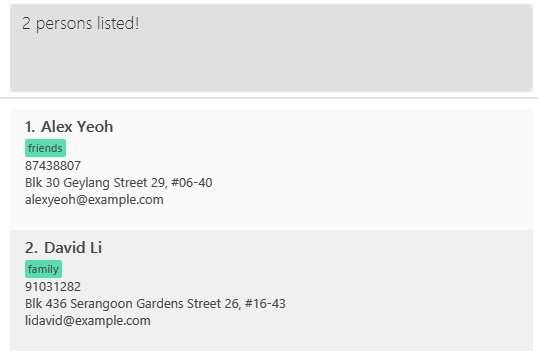 2 persons listed!
1. Alex Yeoh
friends
87438807
Blk 30 Geylang Street 29, #06-40
alexyeoh@example.com
2. David Li
family
91031282
Blk 436 Serangoon Gardens Street 26, #16-43
lidavid@example.com